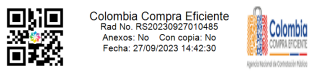 Colombia Compra Eficiente
Rad No. RS20230927010485
Anexos: No Con copia: No
Fecha: 27/09/2023 14:42:30
Colombia
COMPRA EFICIENTE
Agencia Nacional de Contratación Pública